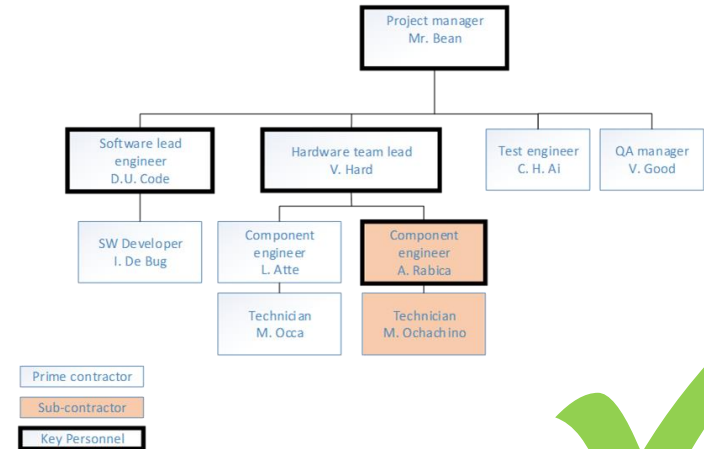 Project manager
Mr. Bean
Software lead
engineer
D.U. Code
Hardware team lead
V. Hard
Test engineer
C. H. Ai
QA manager
V. Good
SW Developer
I. De Bug
Component
engineer
L. Atte
Component
engineer
A. Rabica
Technician
M. Occa
Technician
M. Ochachino
Prime contractor
Sub-contractor
Key Personnel